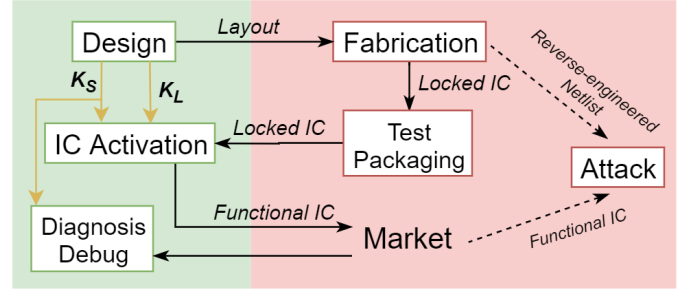 Design
Layout
Fabrication
K_S
K_L
Locked IC
Reverse-engineered
Netlist
IC Activation
Locked IC
Test
Packaging
Attack
Diagnosis
Debug
Functional IC
Market
Functional IC